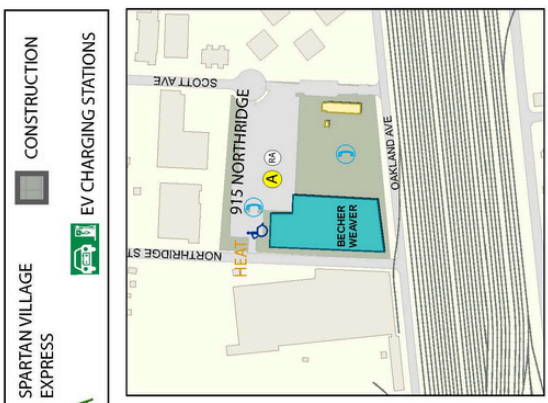 SPARTAN VILLAGE
EXPRESS
CONSTRUCTION
EV CHARGING STATIONS
SCOTT AVE
915 NORTHRIDGE
RA
A
OAKLAND AVE
BECHER
WEAVER
HEAT
NORTHRIDGE ST
A